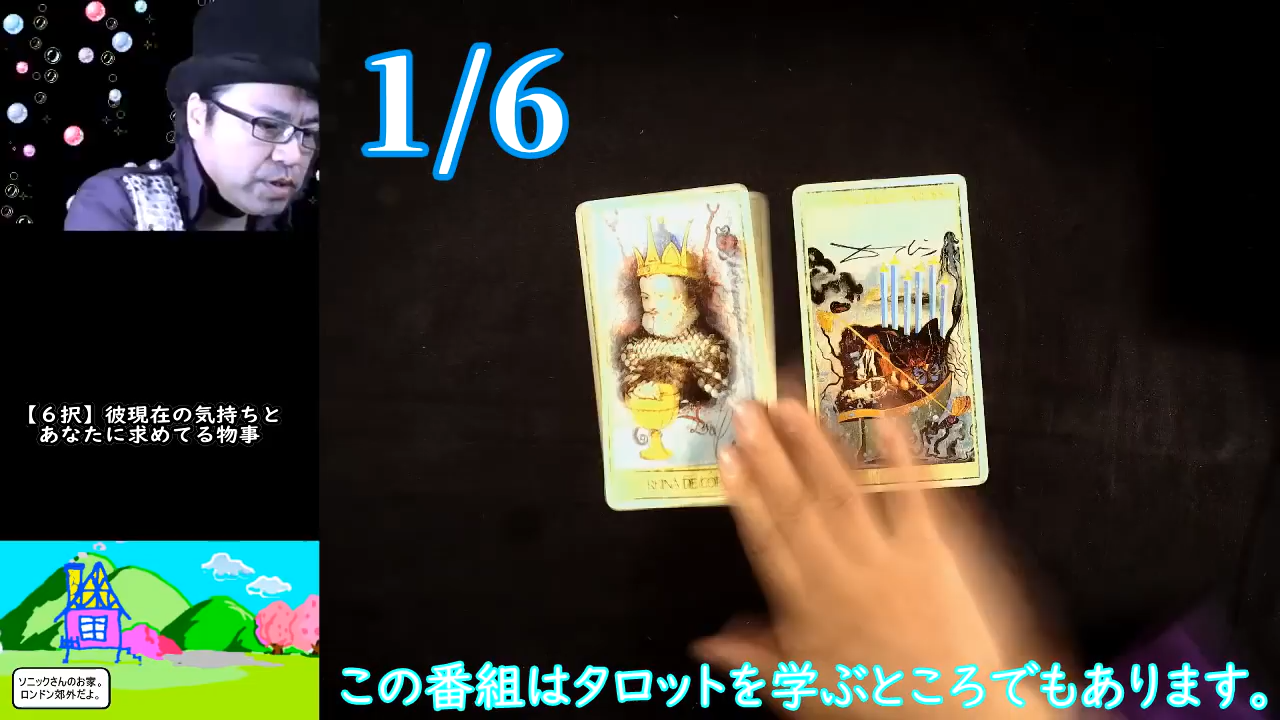 1/6
【６択】彼現在の気持ちと
あなたに求めてる物事
REINA DE
ソニックさんのお家。
ロンドン郊外だよ。
この番組はタロットを学ぶところでもあります。